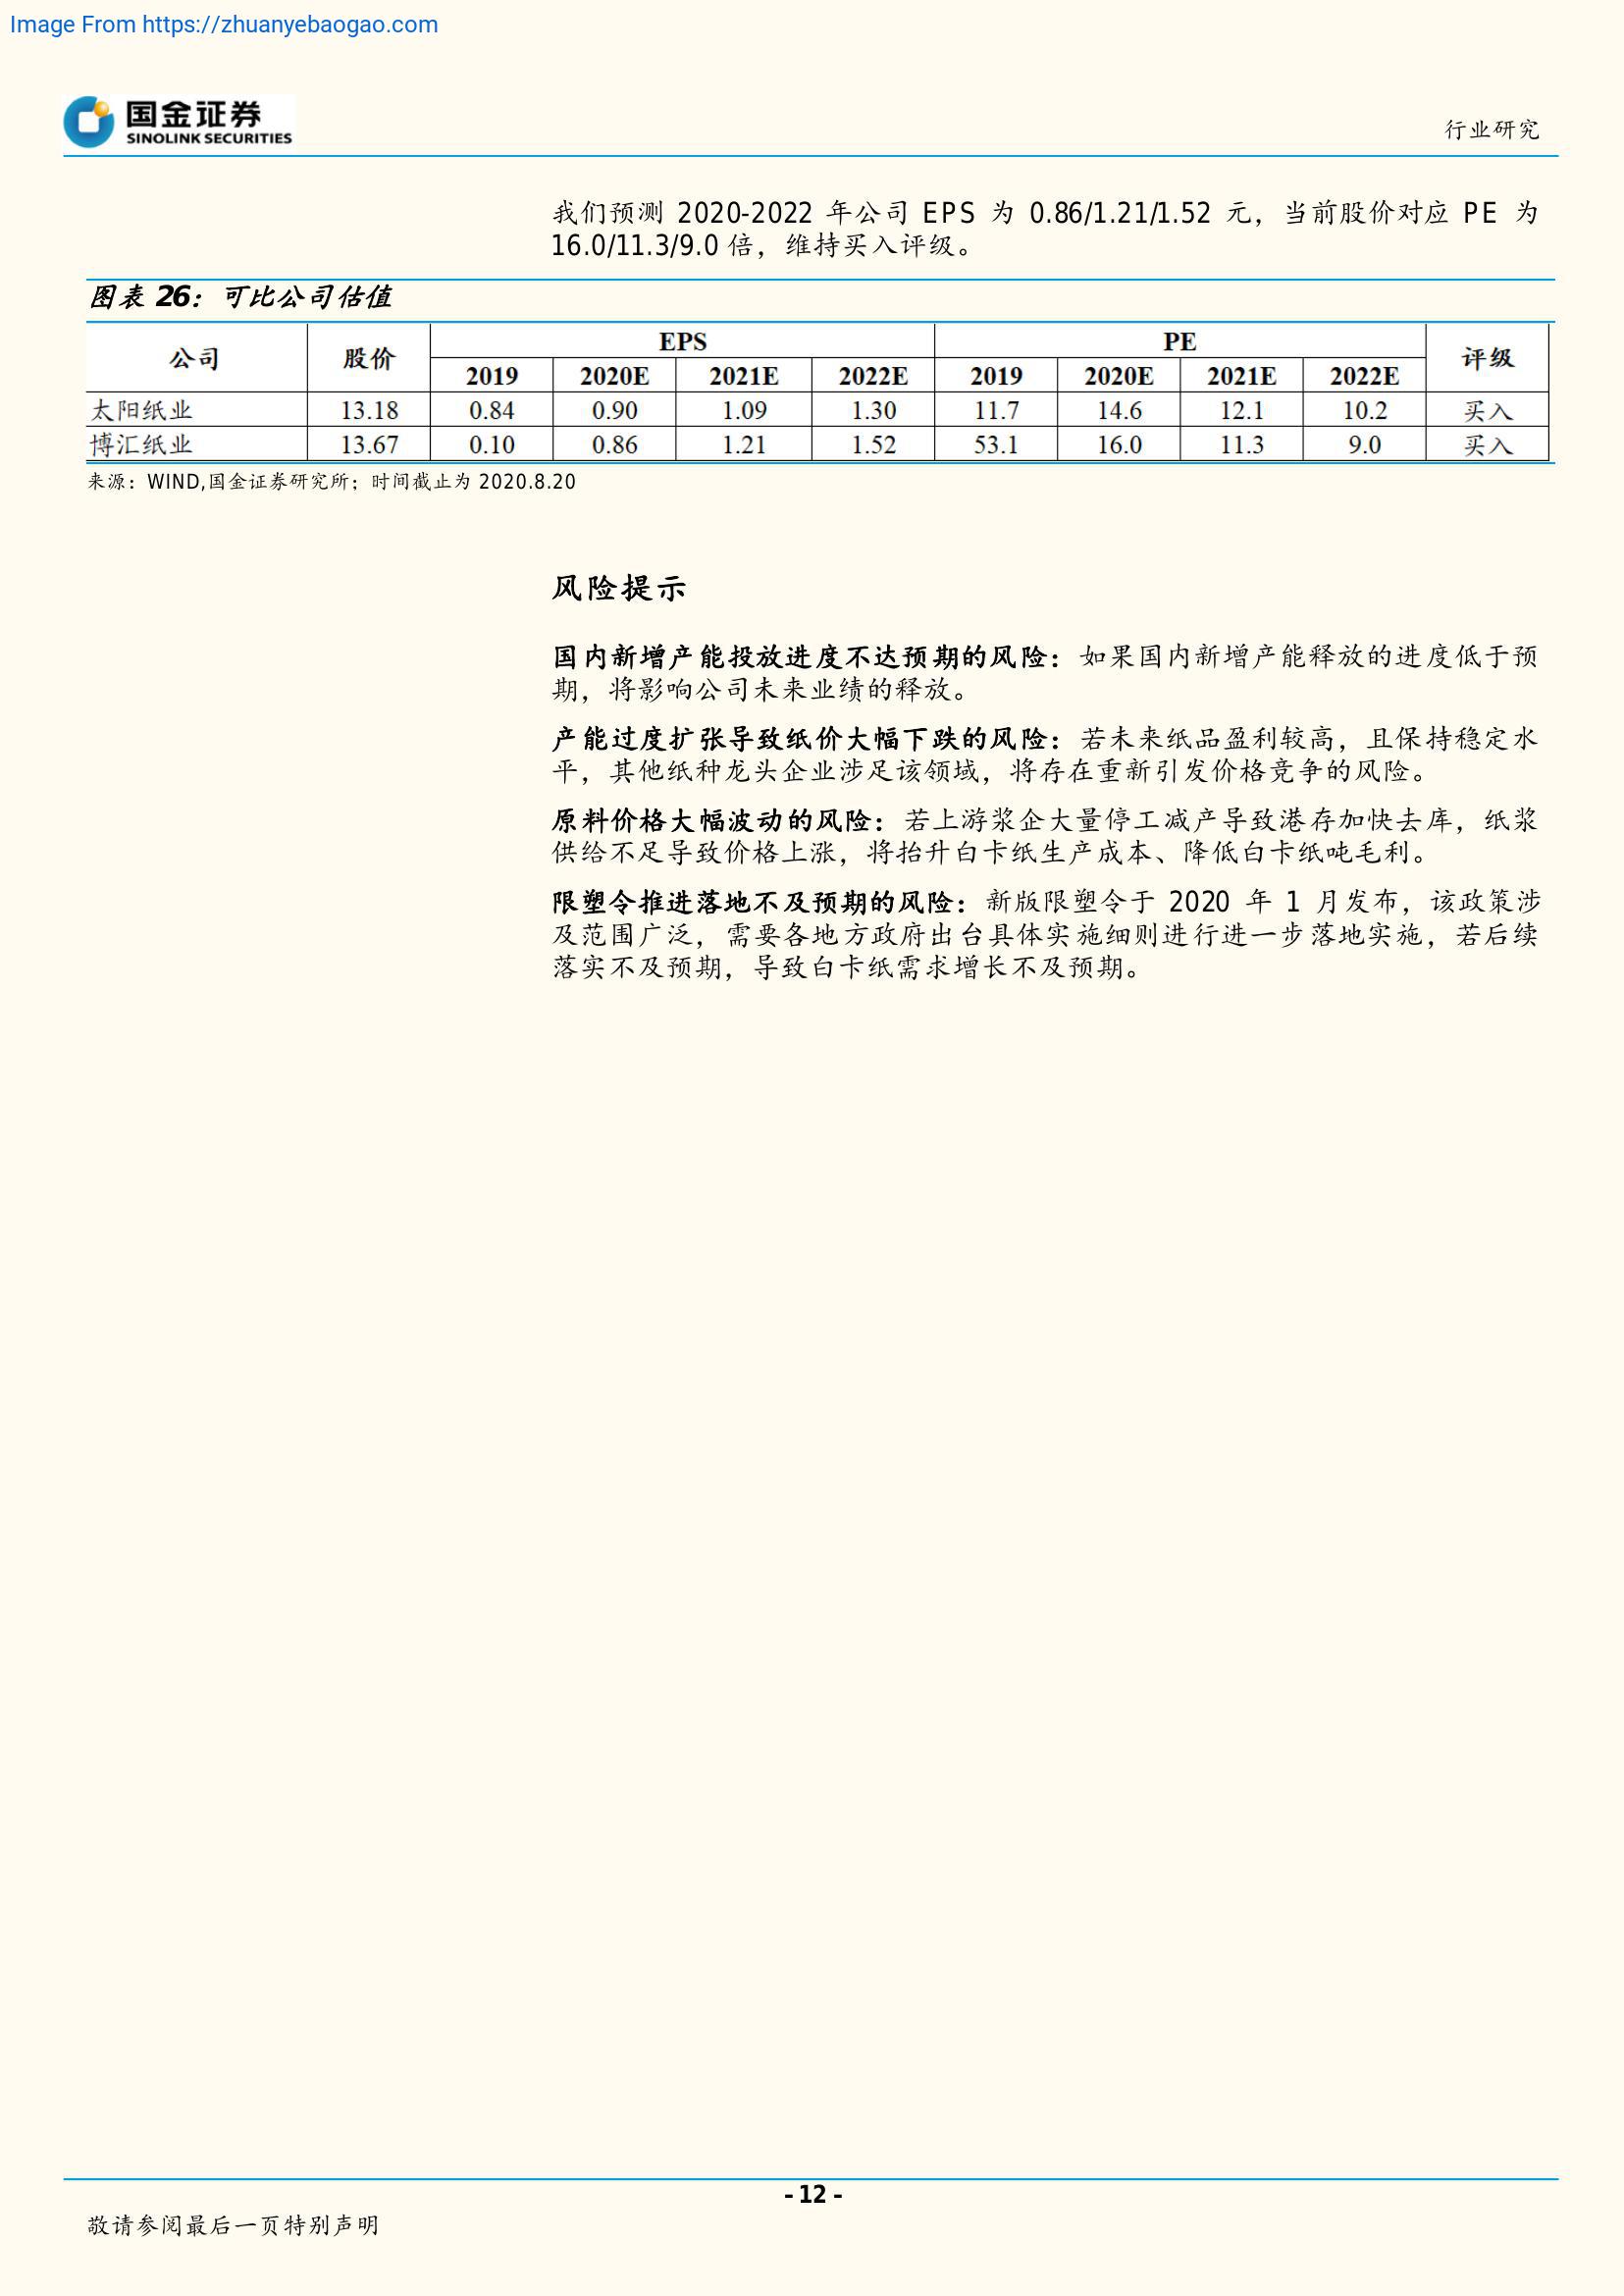 Image From https://zhuanyebaogao.com
国金证券
SINOLINK SECURITIES
行业研究
我们预测 2020-2022 年公司 EPS 为 0.86/1.21/1.52 元，当前股价对应 PE 为
16.0/11.3/9.0 倍，维持买入评级。
图表 26：可比公司估值
公司 股价 EPS PE 评级
2019 2020E 2021E 2022E 2019 2020E 2021E 2022E
太阳纸业 13.18 0.84 0.90 1.09 1.30 11.7 14.6 12.1 10.2 买入
博汇纸业 13.67 0.10 0.86 1.21 1.52 53.1 16.0 11.3 9.0 买入
来源：WIND,国金证券研究所；时间截止为 2020.8.20
风险提示
国内新增产能投放进度不达预期的风险：如果国内新增产能释放的进度低于预
期，将影响公司未来业绩的释放。
产能过度扩张导致纸价大幅下跌的风险：若未来纸品盈利较高，且保持稳定水
平，其他纸种龙头企业涉足该领域，将存在重新引发价格竞争的风险。
原料价格大幅波动的风险：若上游浆企大量停工减产导致港存加快去库，纸浆
供给不足导致价格上涨，将抬升白卡纸生产成本、降低白卡纸吨毛利。
限塑令推进落地不及预期的风险：新版限塑令于 2020 年 1 月发布，该政策涉
及范围广泛，需要各地方政府出台具体实施细则进行进一步落地实施，若后续
落实不及预期，导致白卡纸需求增长不及预期。
- 12 -
敬请参阅最后一页特别声明